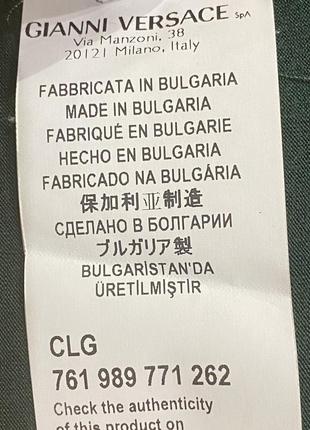 GIANNI VERSACE SpA
Via Manzoni, 38
20121 Milano, Italy
FABBRICATA IN BULGARIA
MADE IN BULGARIA
FABRIQUÉ EN BULGARIE
HECHO EN BULGARIA
FABRICADO NA BULGÁRIA
保加利亚制造
СДЕЛАНО В БОЛГАРИИ
ブルガリア製
BULGARİSTAN'DA
ÜRETİLMİŞTİR
CLG
761 989 771 262
Check the authenticity
of this product on